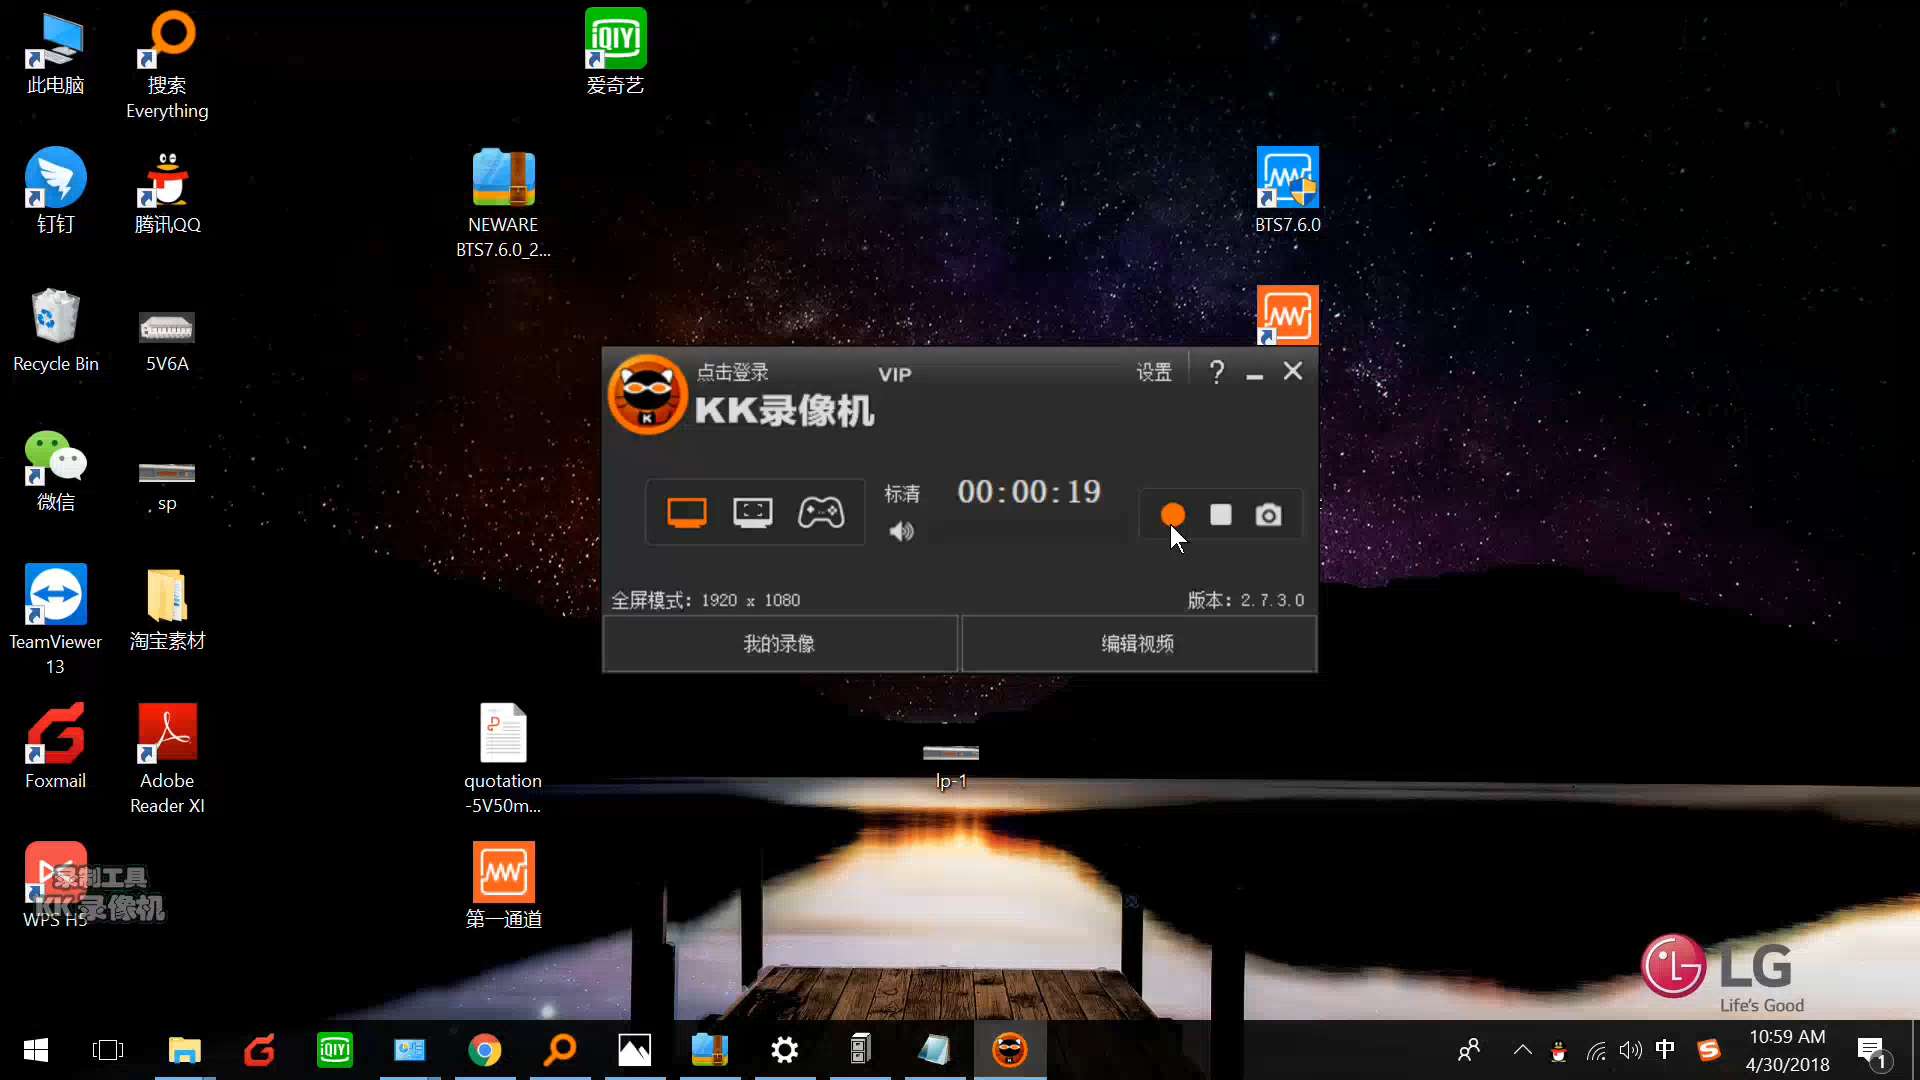 此电脑
搜索
Everything
iQIYI
爱奇艺
钉钉
腾讯QQ
NEWARE
BTS7.6.0_2...
BTS7.6.0
Recycle Bin
5V6A
点击登录
VIP
设置
?
KK录像机
K
微信
sp
标清
00:00:19
全屏模式：1920 x 1080
版本：2.7.3.0
我的录像
编辑视频
TeamViewer
13
淘宝素材
Foxmail
Adobe
Reader XI
quotation
-5V50m...
lp-1
录制工具
KK录像机
WPS H5
第一通道
LG
Life's Good
iQIYI
中
10:59 AM
4/30/2018
1